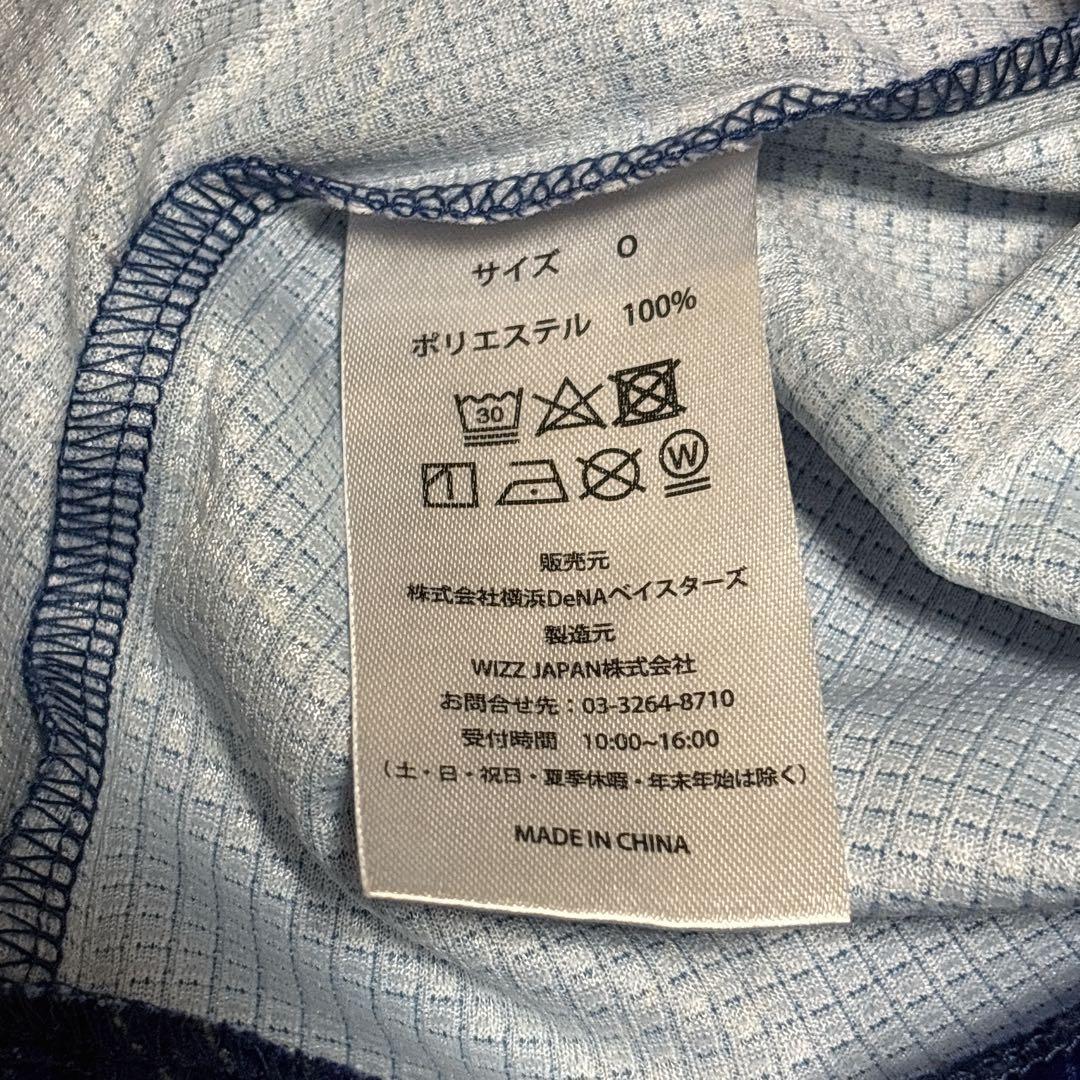 サイズ O
ポリエステル 100%
30
W
販売元
株式会社横浜DeNAベイスターズ
製造元
WIZZ JAPAN株式会社
お問合せ先：03-3264-8710
受付時間 10:00~16:00
（土・日・祝日・夏季休暇・年末年始は除く）
MADE IN CHINA